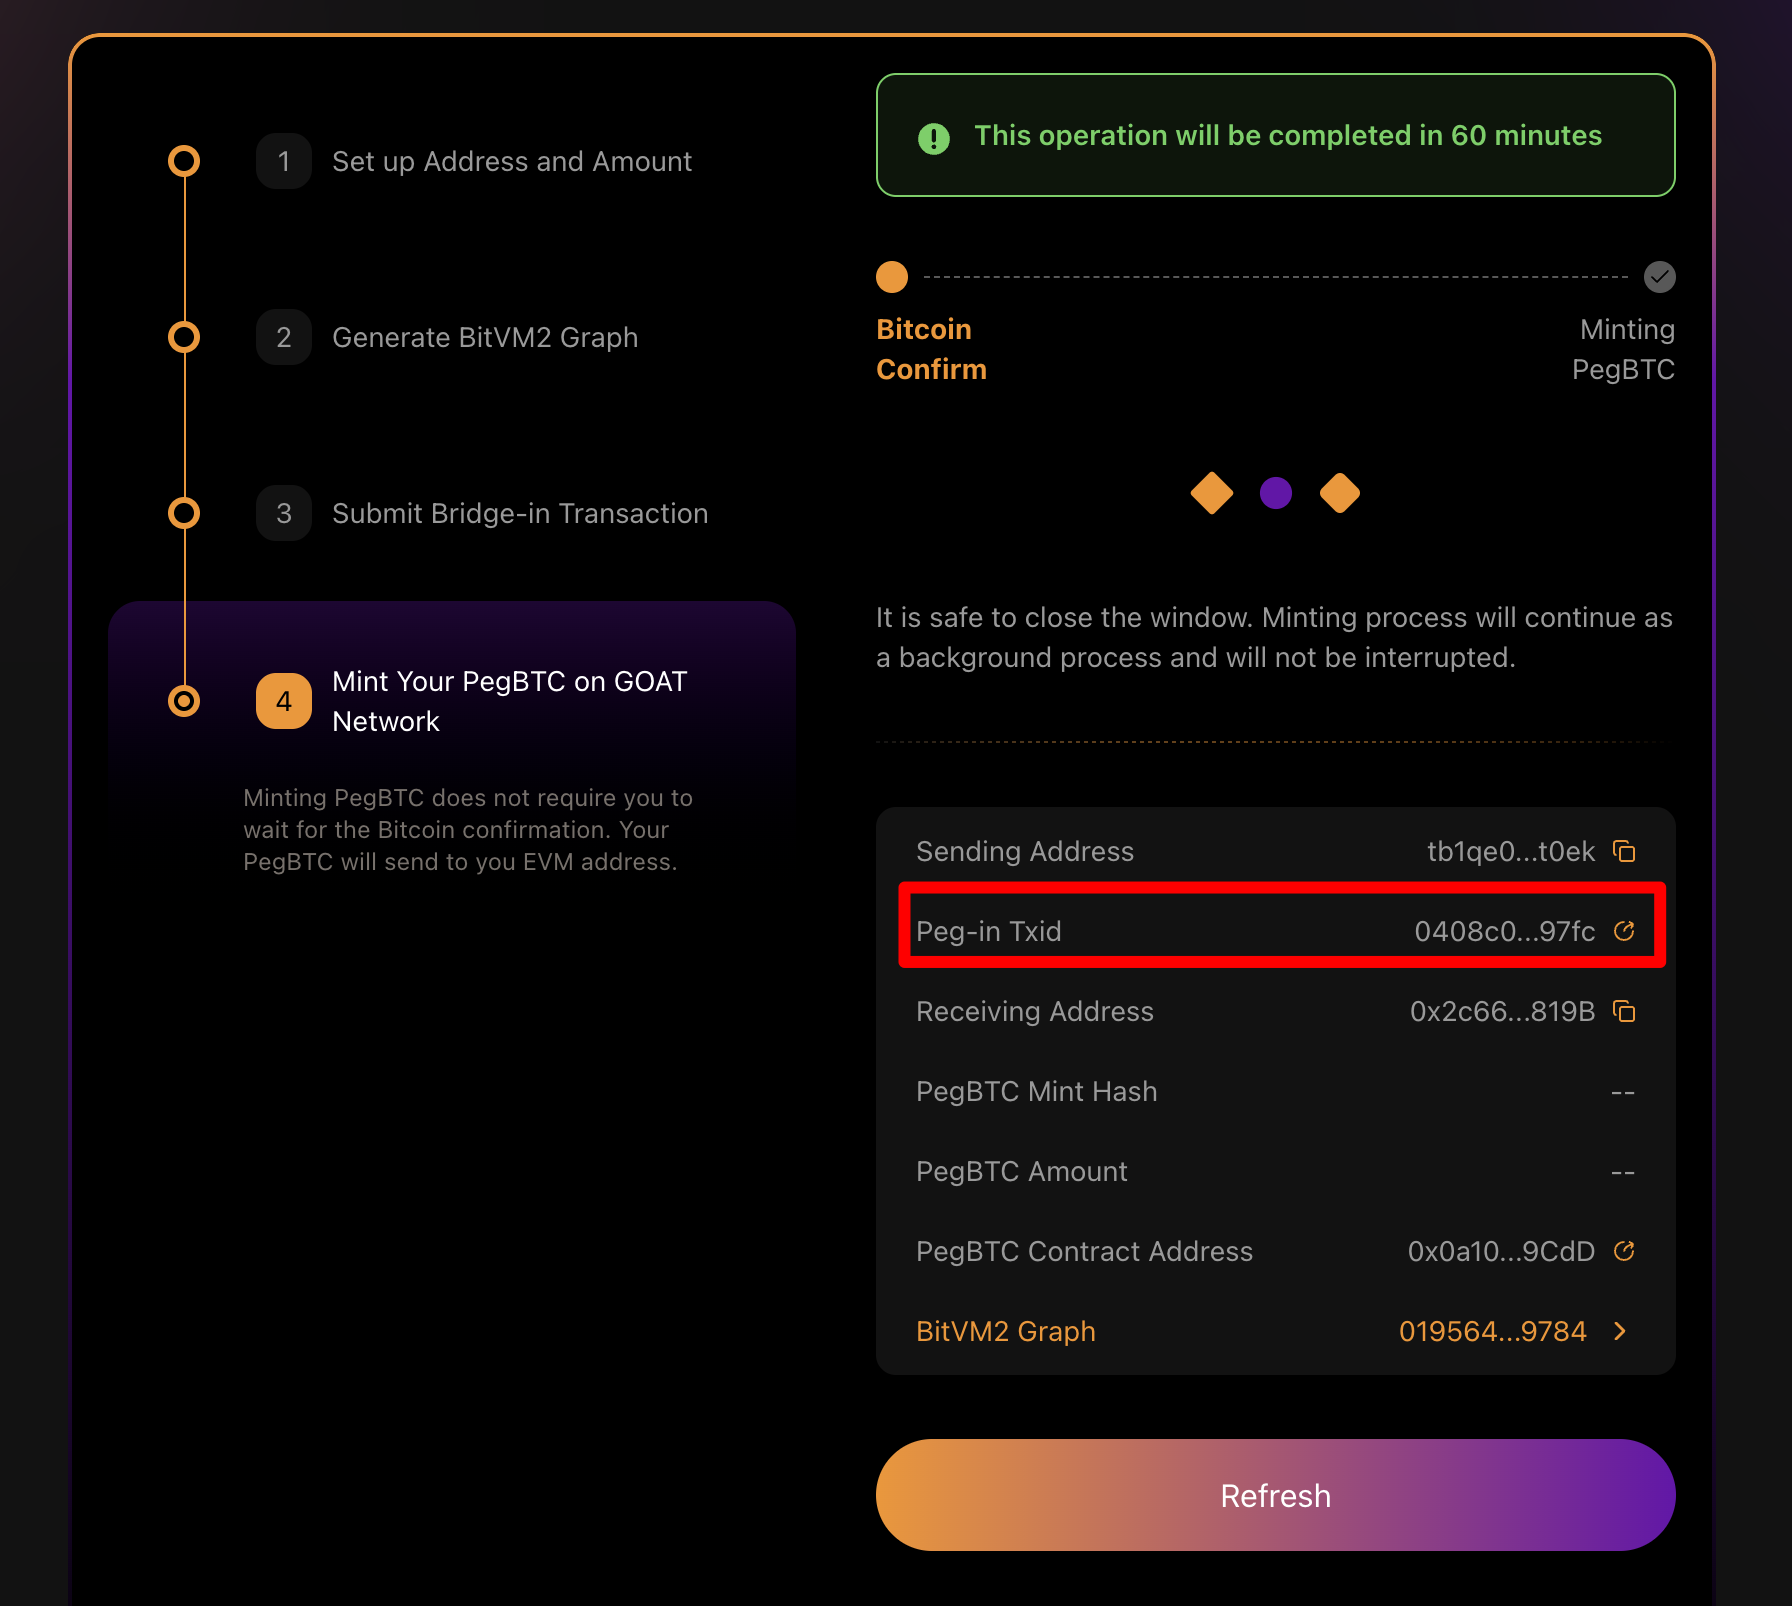 1 Set up Address and Amount
2 Generate BitVM2 Graph
3 Submit Bridge-in Transaction
4 Mint Your PegBTC on GOAT
Network
Minting PegBTC does not require you to
wait for the Bitcoin confirmation. Your
PegBTC will send to you EVM address.
This operation will be completed in 60 minutes
Bitcoin
Confirm
Minting
PegBTC
It is safe to close the window. Minting process will continue as
a background process and will not be interrupted.
Sending Address tb1qe0...t0ek
Peg-in Txid 0408c0...97fc
Receiving Address 0x2c66...819B
PegBTC Mint Hash --
PegBTC Amount --
PegBTC Contract Address 0x0a10...9CdD
BitVM2 Graph 019564...9784
Refresh